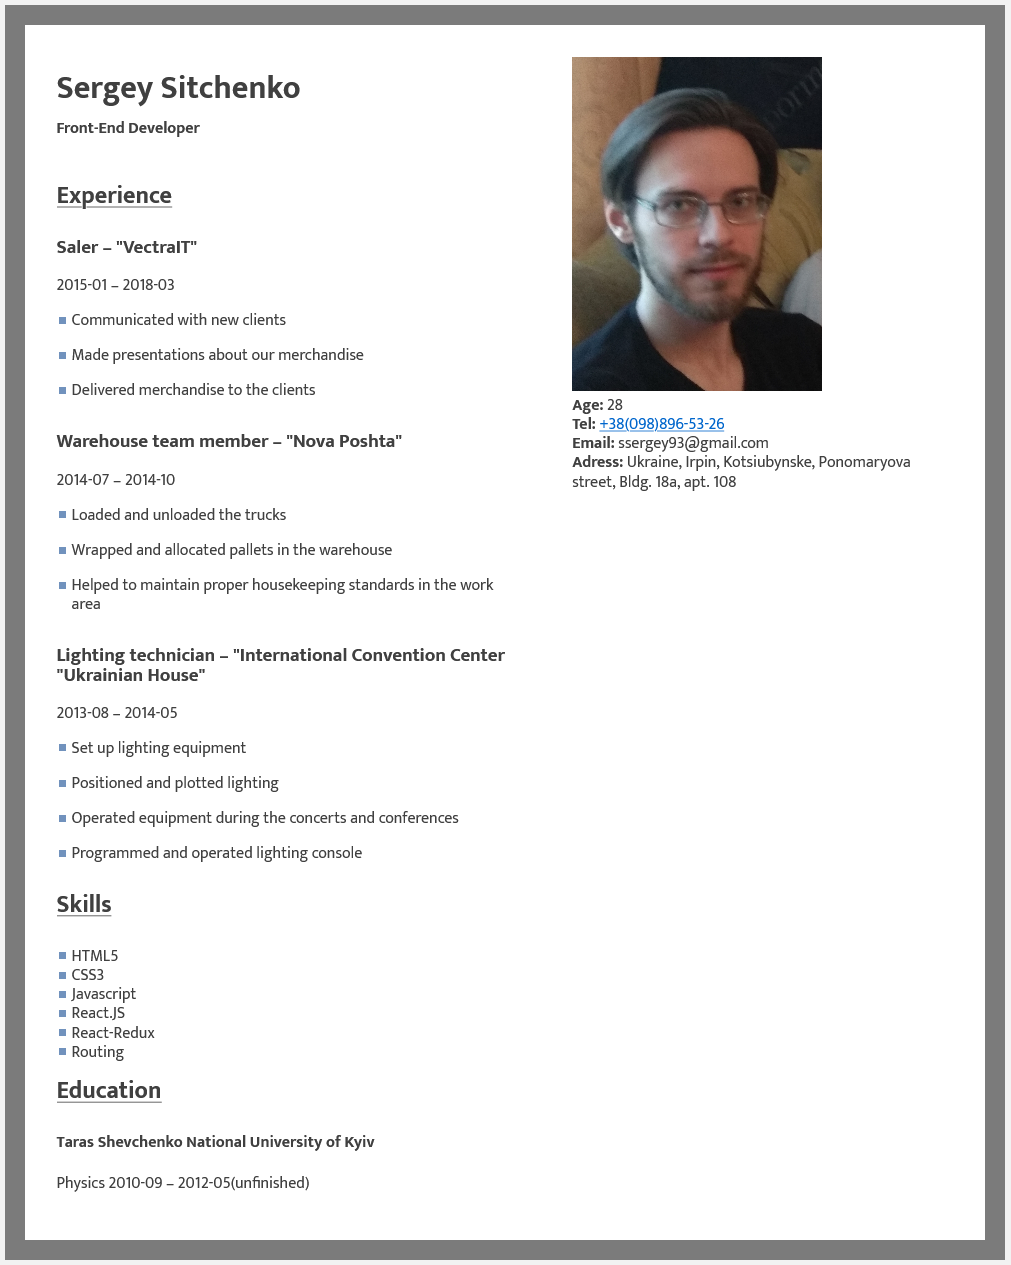 Sergey Sitchenko
Front-End Developer
Experience
Saler – "VectraIT"
2015-01 – 2018-03
Communicated with new clients
Made presentations about our merchandise
Delivered merchandise to the clients
Warehouse team member – "Nova Poshta"
2014-07 – 2014-10
Loaded and unloaded the trucks
Wrapped and allocated pallets in the warehouse
Helped to maintain proper housekeeping standards in the work
area
Lighting technician – "International Convention Center
"Ukrainian House"
2013-08 – 2014-05
Set up lighting equipment
Positioned and plotted lighting
Operated equipment during the concerts and conferences
Programmed and operated lighting console
Skills
HTML5
CSS3
Javascript
React.JS
React-Redux
Routing
Education
Taras Shevchenko National University of Kyiv
Physics 2010-09 – 2012-05(unfinished)
Age: 28
Tel: +38(098)896-53-26
Email: ssergey93@gmail.com
Adress: Ukraine, Irpin, Kotsiubynske, Ponomaryova
street, Bldg. 18a, apt. 108